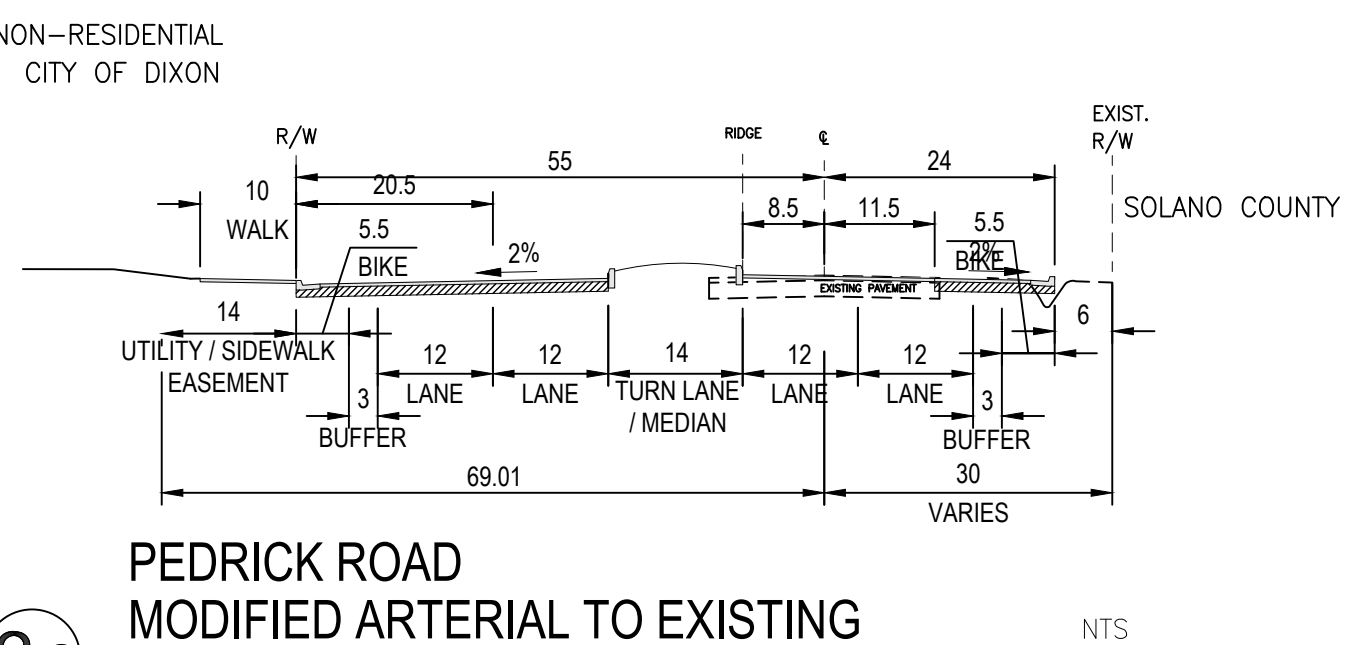 NON-RESIDENTIAL
CITY OF DIXON
EXIST.
R/W
R/W
RIDGE
℄
55
24
10
WALK
20.5
8.5
11.5
SOLANO COUNTY
5.5
BIKE
2%
5.5
BIKE
2%
EXISTING PAVEMENT
14
UTILITY / SIDEWALK
EASEMENT
6
12
LANE
12
LANE
14
TURN LANE
/ MEDIAN
12
LANE
12
LANE
3
BUFFER
3
BUFFER
69.01
30
VARIES
PEDRICK ROAD
MODIFIED ARTERIAL TO EXISTING
NTS